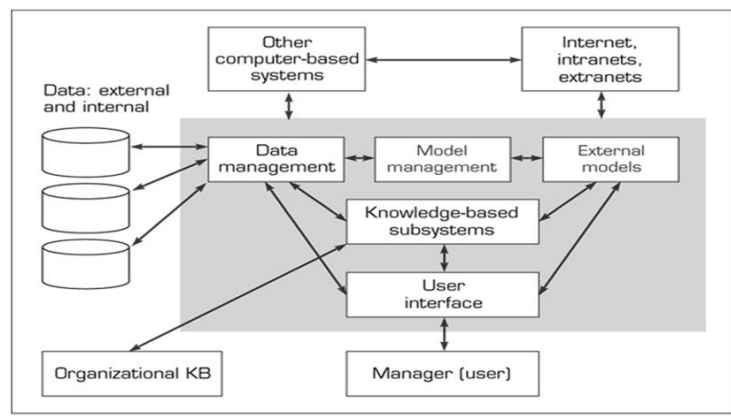 Other
computer-based
systems
Internet,
intranets,
extranets
Data: external
and internal
Data
management
Model
management
External
models
Knowledge-based
subsystems
User
interface
Organizational KB
Manager (user)